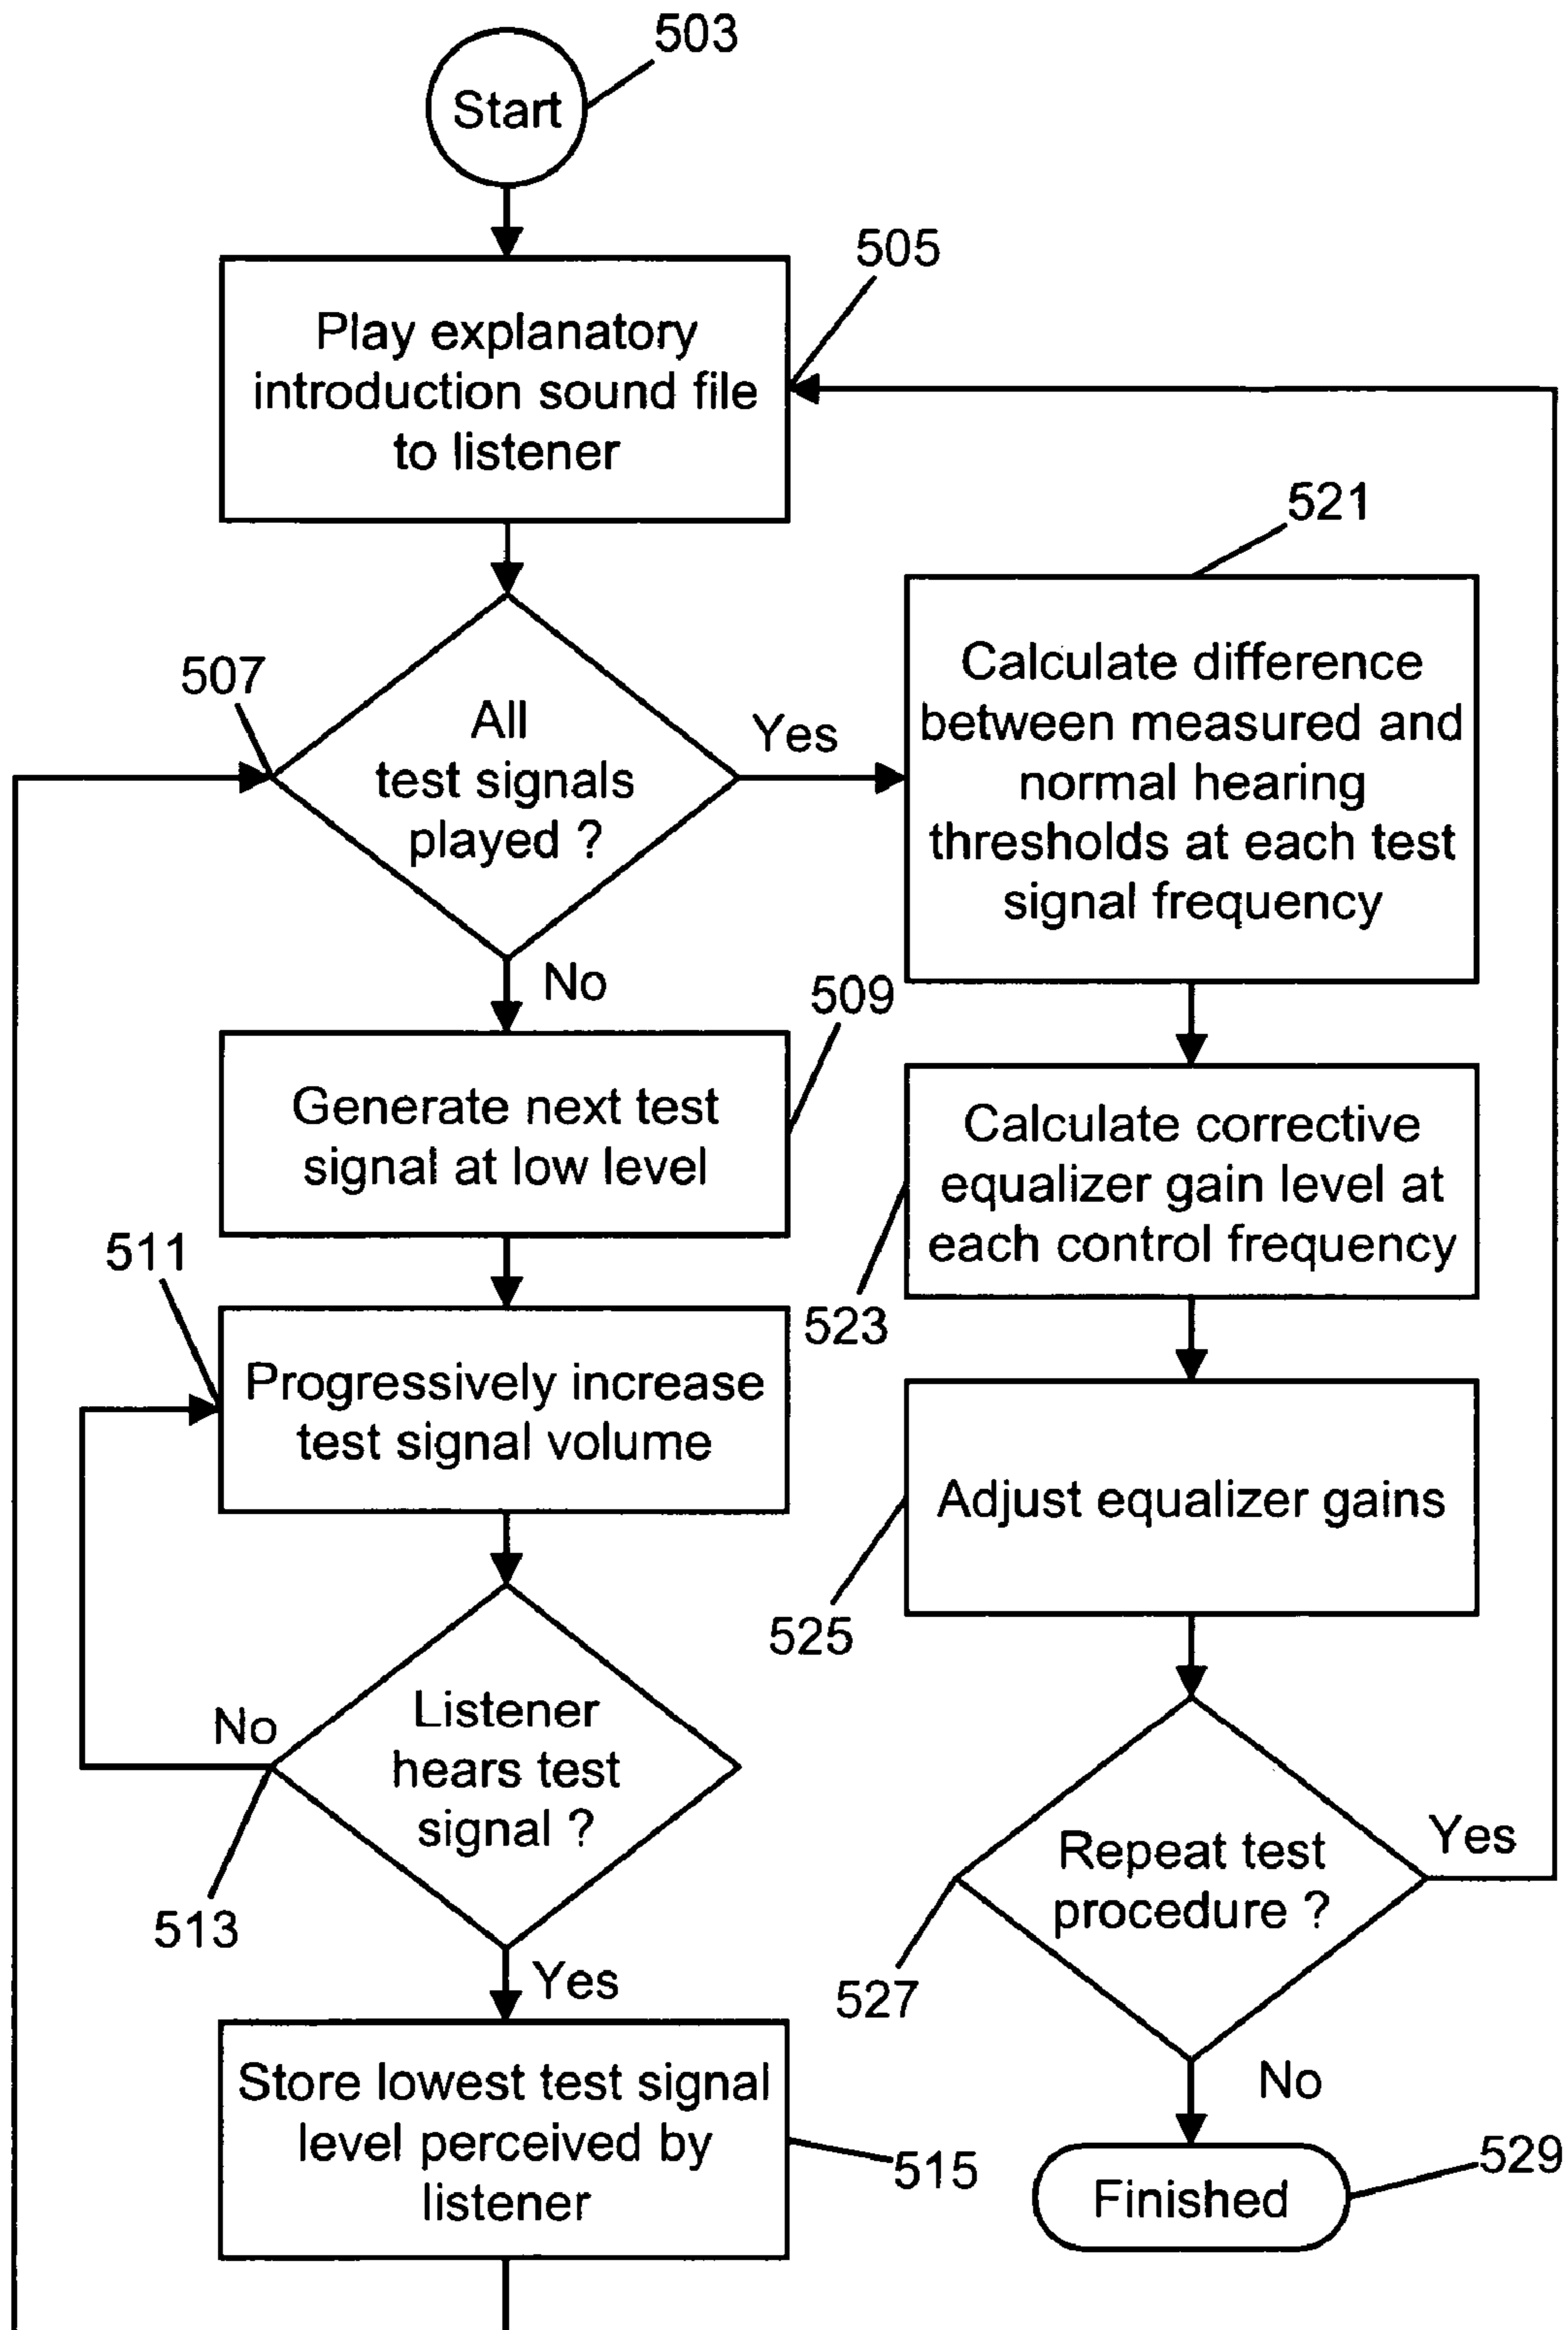 503
Start
505
Play explanatory
introduction sound file
to listener
521
507
All
test signals
played ?
Yes
Calculate difference
between measured and
normal hearing
thresholds at each test
signal frequency
No
509
Generate next test
signal at low level
Calculate corrective
equalizer gain level at
each control frequency
511
523
Progressively increase
test signal volume
Adjust equalizer gains
525
No
Listener
hears test
signal ?
513
Yes
Repeat test
procedure ?
Yes
527
No
Store lowest test signal
level perceived by
listener
515
Finished
529